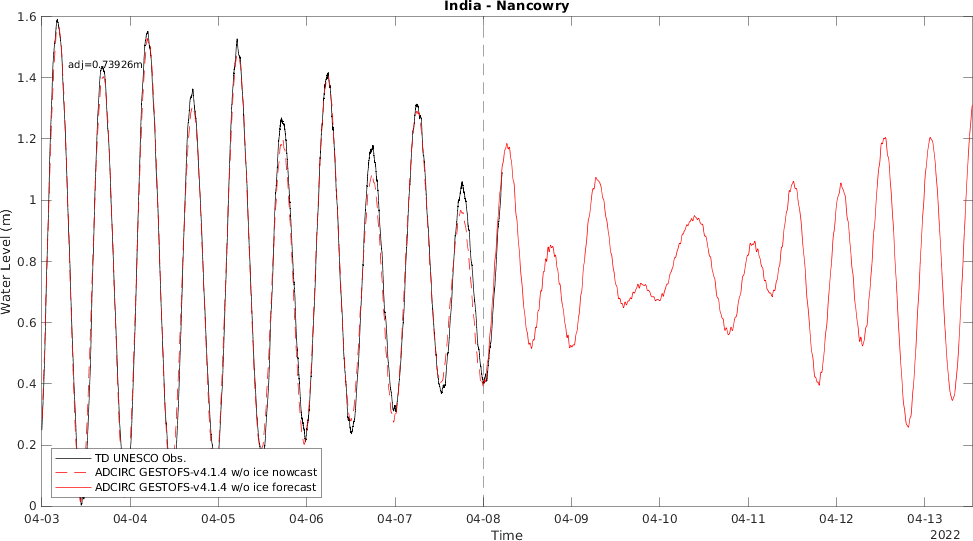 India - Nancowry
Water Level (m)
1.6
1.4
1.2
1
0.8
0.6
0.4
0.2
0
adj=0.73926m
TD UNESCO Obs.
ADCIRC GESTOFS-v4.1.4 w/o ice nowcast
ADCIRC GESTOFS-v4.1.4 w/o ice forecast
04-03 04-04 04-05 04-06 04-07 04-08 04-09 04-10 04-11 04-12 04-13
Time
2022